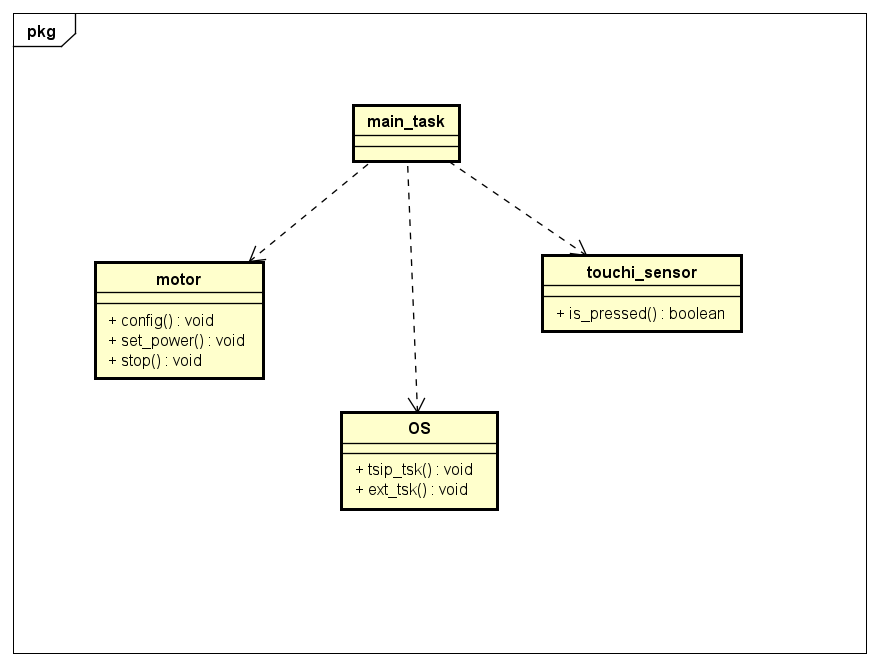 pkg
main_task
motor
+ config() : void
+ set_power() : void
+ stop() : void
touchi_sensor
+ is_pressed() : boolean
OS
+ tsip_tsk() : void
+ ext_tsk() : void